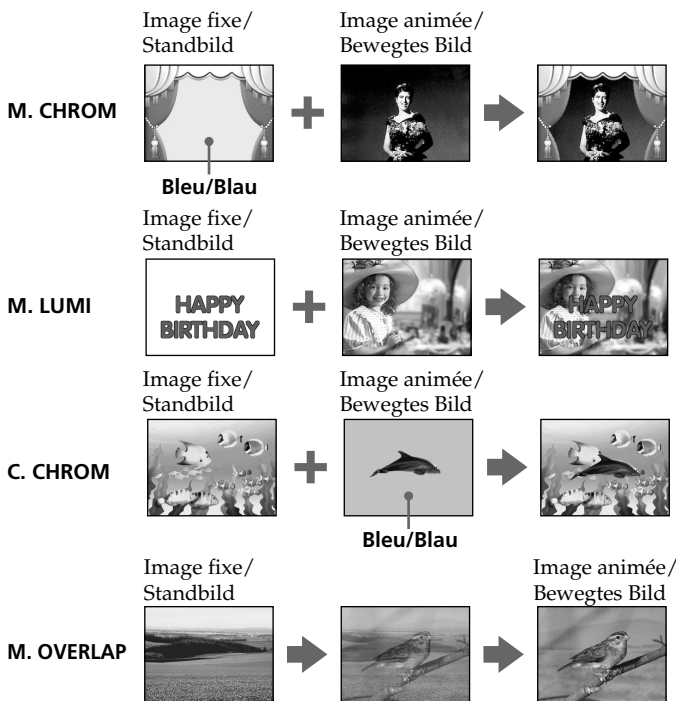 Image fixe/
Standbild
Image animée/
Bewegtes Bild
M. CHROM
Bleu/Blau
Image fixe/
Standbild
Image animée/
Bewegtes Bild
M. LUMI
HAPPY
BIRTHDAY
HAPPY
BIRTHDAY
Image fixe/
Standbild
Image animée/
Bewegtes Bild
C. CHROM
Bleu/Blau
Image fixe/
Standbild
Image animée/
Bewegtes Bild
M. OVERLAP